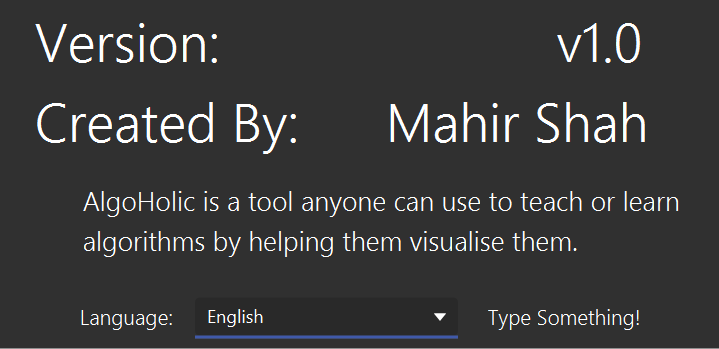 Version: v1.0
Created By: Mahir Shah
AlgoHolic is a tool anyone can use to teach or learn
algorithms by helping them visualise them.
Language: English Type Something!